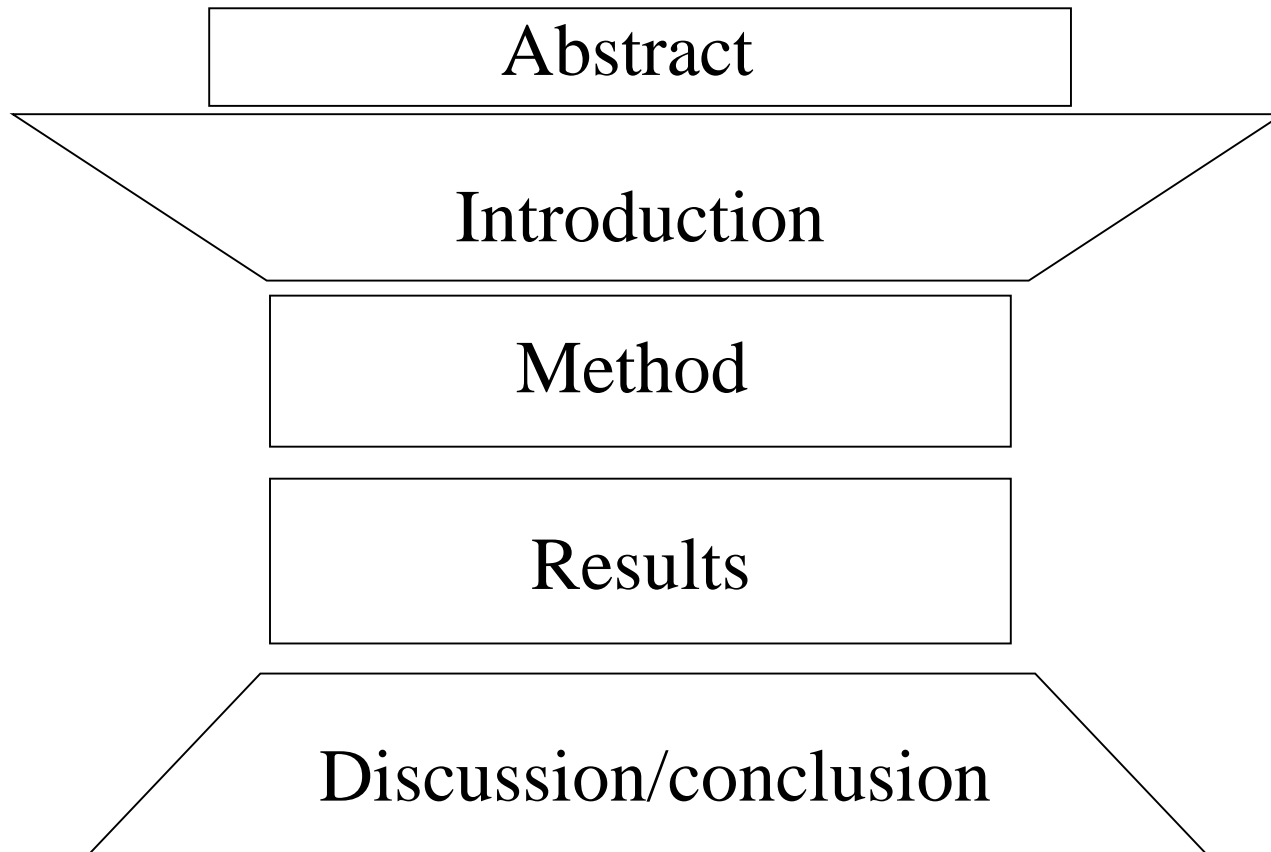 Abstract
Introduction
Method
Results
Discussion/conclusion